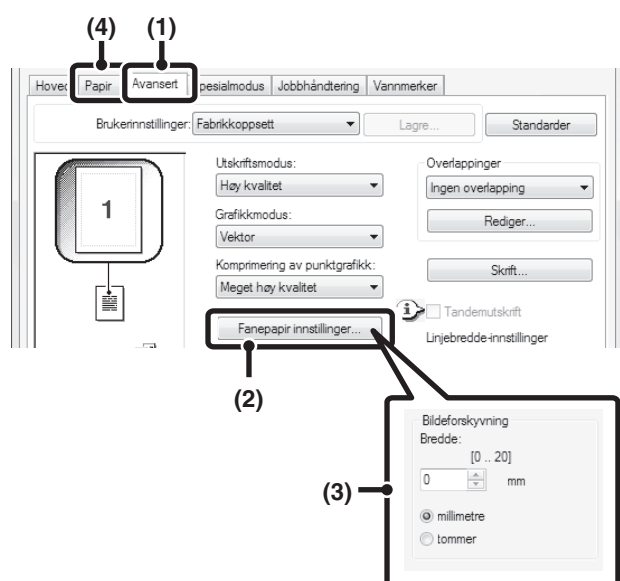 (4) (1)
Hoved Papir Avansert Spesialmodus Jobbhåndtering Vannmerker
Brukerinnstillinger: Fabrikkoppsett Lagre... Standarder
Utskriftsmodus: Overlappinger
Høy kvalitet Ingen overlapping
1
Grafikkmodus: Rediger...
Vektor
Komprimering av punktgrafikk: Skrift...
Meget høy kvalitet
Tandemutskrift
Fanepapir innstillinger... Linjebredde-innstillinger
(2)
Bildeforskyvning
Bredde:
[0 .. 20]
0 mm
(3)
millimetre
tommer